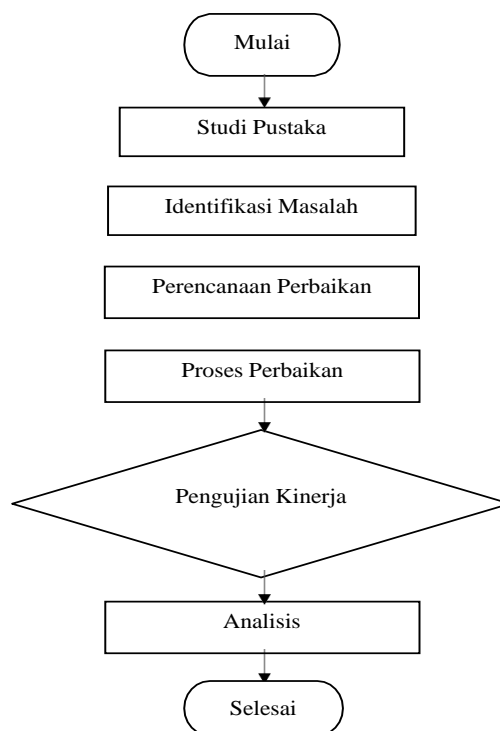 Mulai
Studi Pustaka
Identifikasi Masalah
Perencanaan Perbaikan
Proses Perbaikan
Pengujian Kinerja
Analisis
Selesai